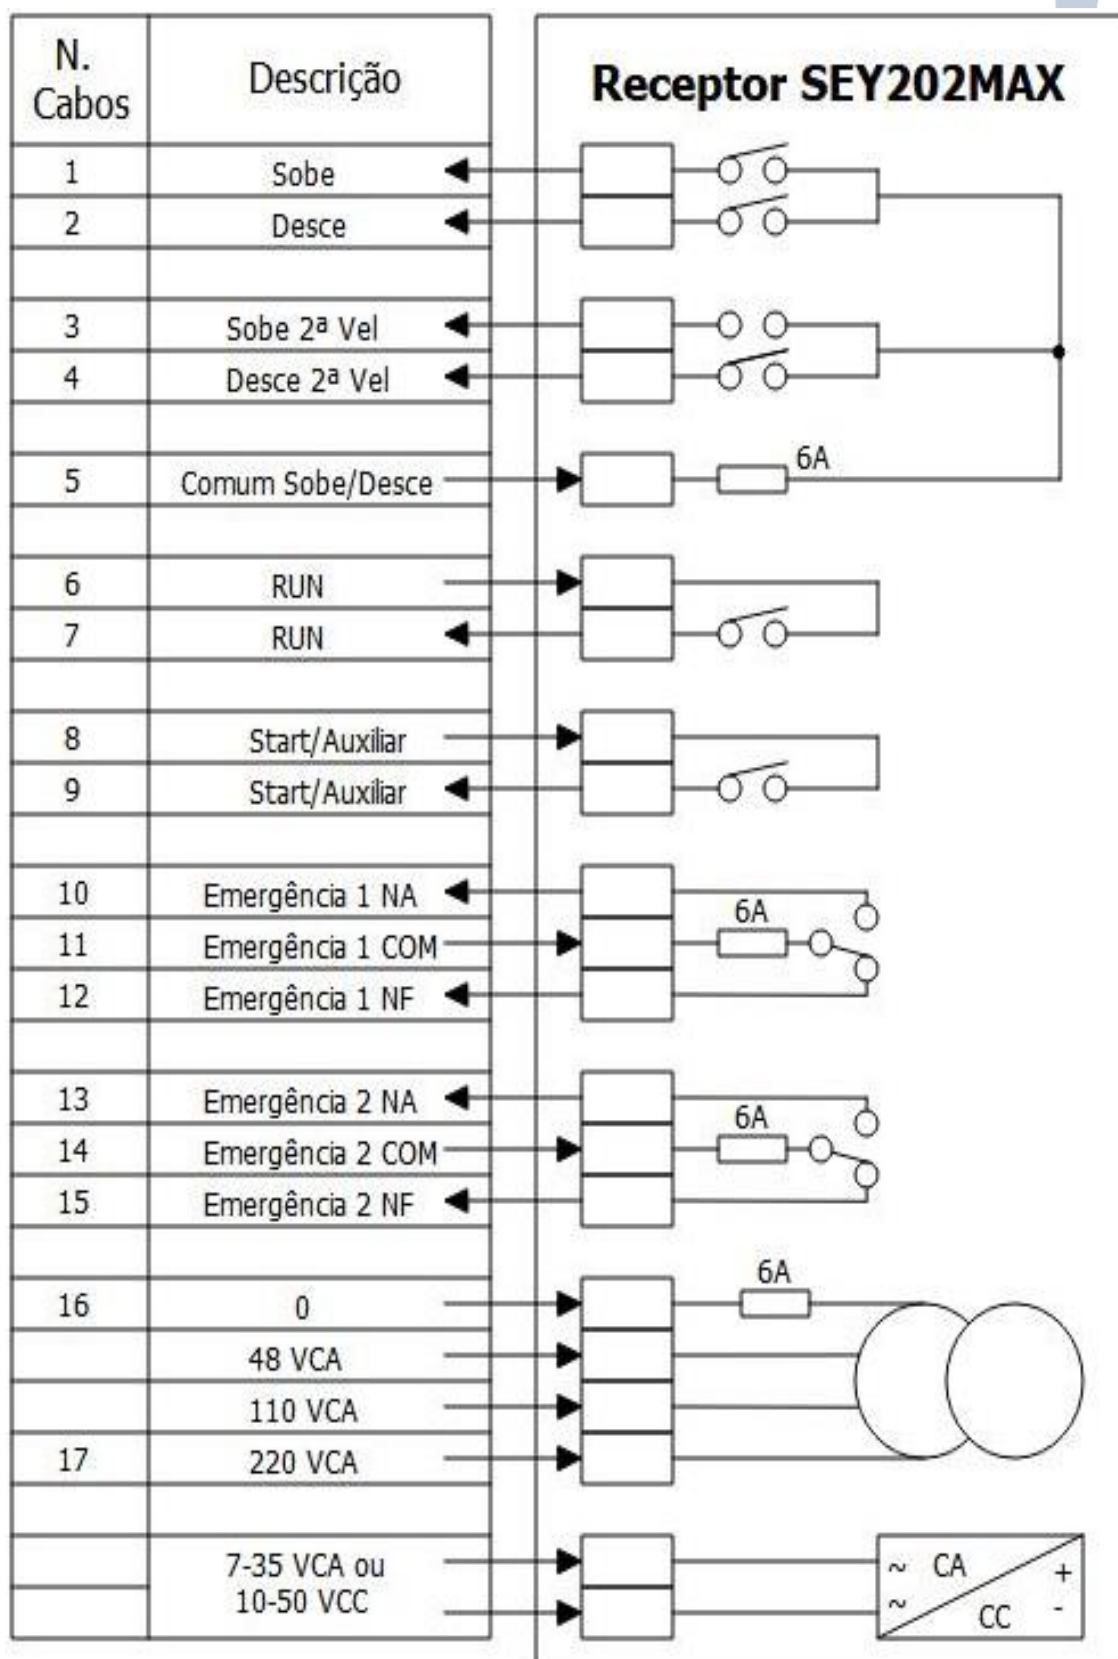 N. Cabos Descrição Receptor SEY202MAX
1 Sobe
2 Desce
3 Sobe 2ª Vel
4 Desce 2ª Vel
5 Comum Sobe/Desce 6A
6 RUN
7 RUN
8 Start/Auxiliar
9 Start/Auxiliar
10 Emergência 1 NA
11 Emergência 1 COM 6A
12 Emergência 1 NF
13 Emergência 2 NA
14 Emergência 2 COM 6A
15 Emergência 2 NF
16 0 6A
48 VCA
110 VCA
17 220 VCA
7-35 VCA ou ~ CA +
10-50 VCC ~ CC -